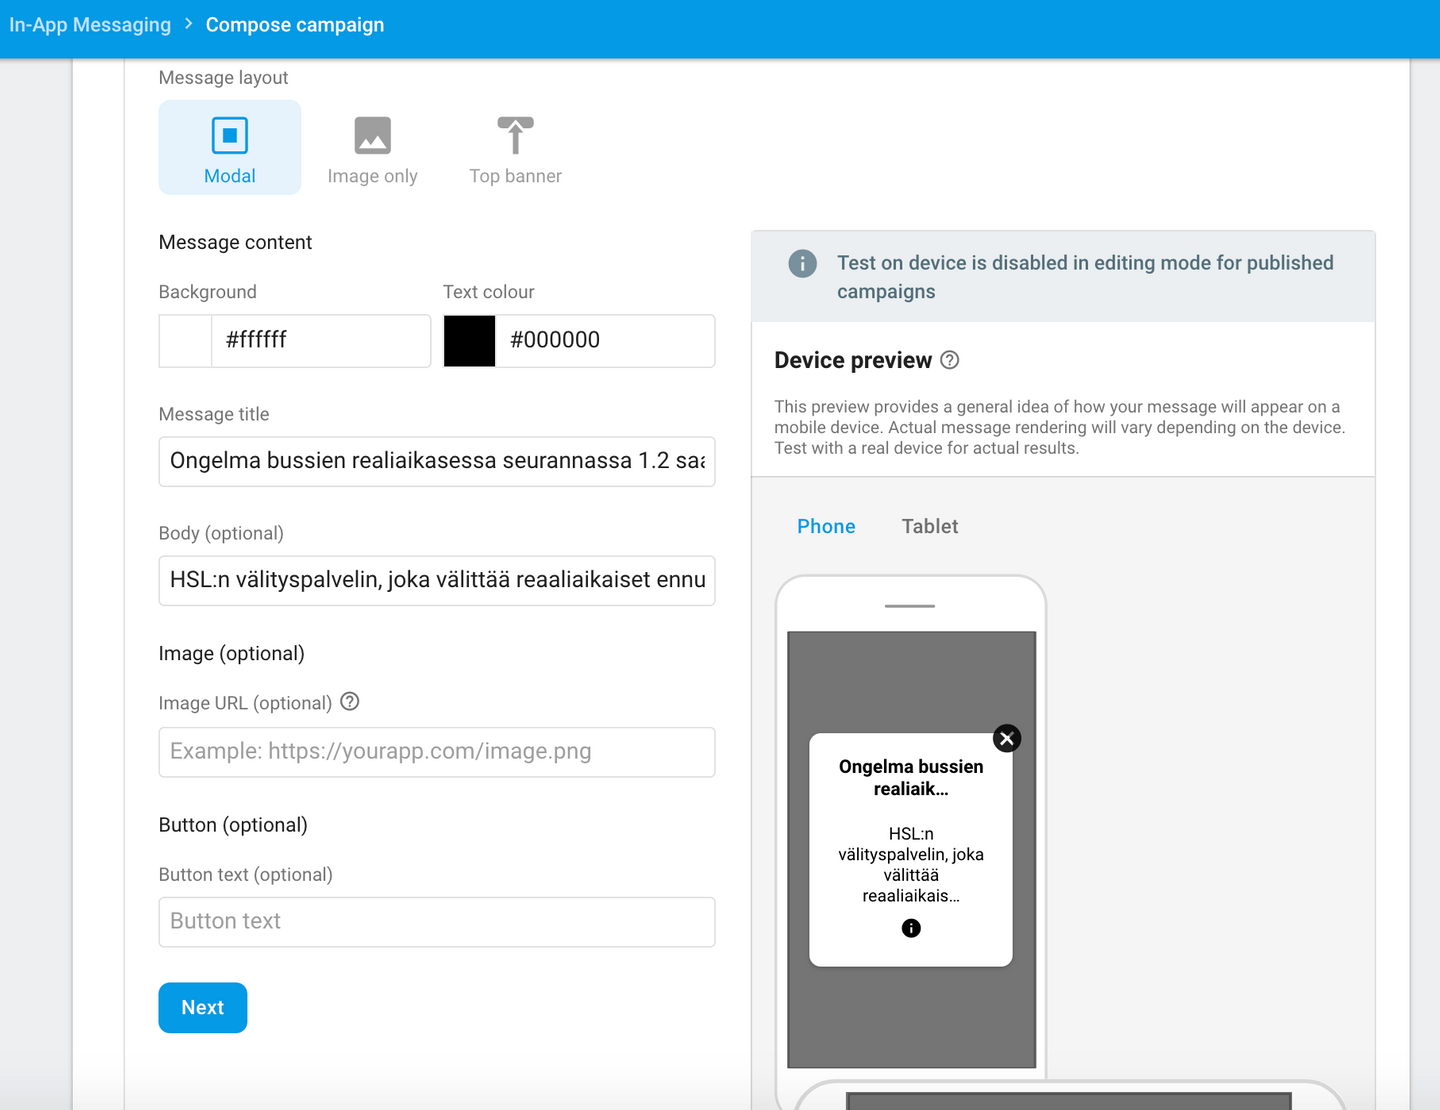 In-App Messaging > Compose campaign
Message layout
Modal
Image only
Top banner
Message content
Background
Text colour
#ffffff
#000000
Message title
Ongelma bussien realiaikasessa seurannassa 1.2 saa
Body (optional)
HSL:n välityspalvelin, joka välittää reaaliaikaiset ennu
Image (optional)
Image URL (optional)
Example: https://yourapp.com/image.png
Button (optional)
Button text (optional)
Button text
Next
Test on device is disabled in editing mode for published
campaigns
Device preview
This preview provides a general idea of how your message will appear on a
mobile device. Actual message rendering will vary depending on the device.
Test with a real device for actual results.
Phone
Tablet
Ongelma bussien
realiaik...
HSL:n
välityspalvelin, joka
välittää
reaaliaikais...